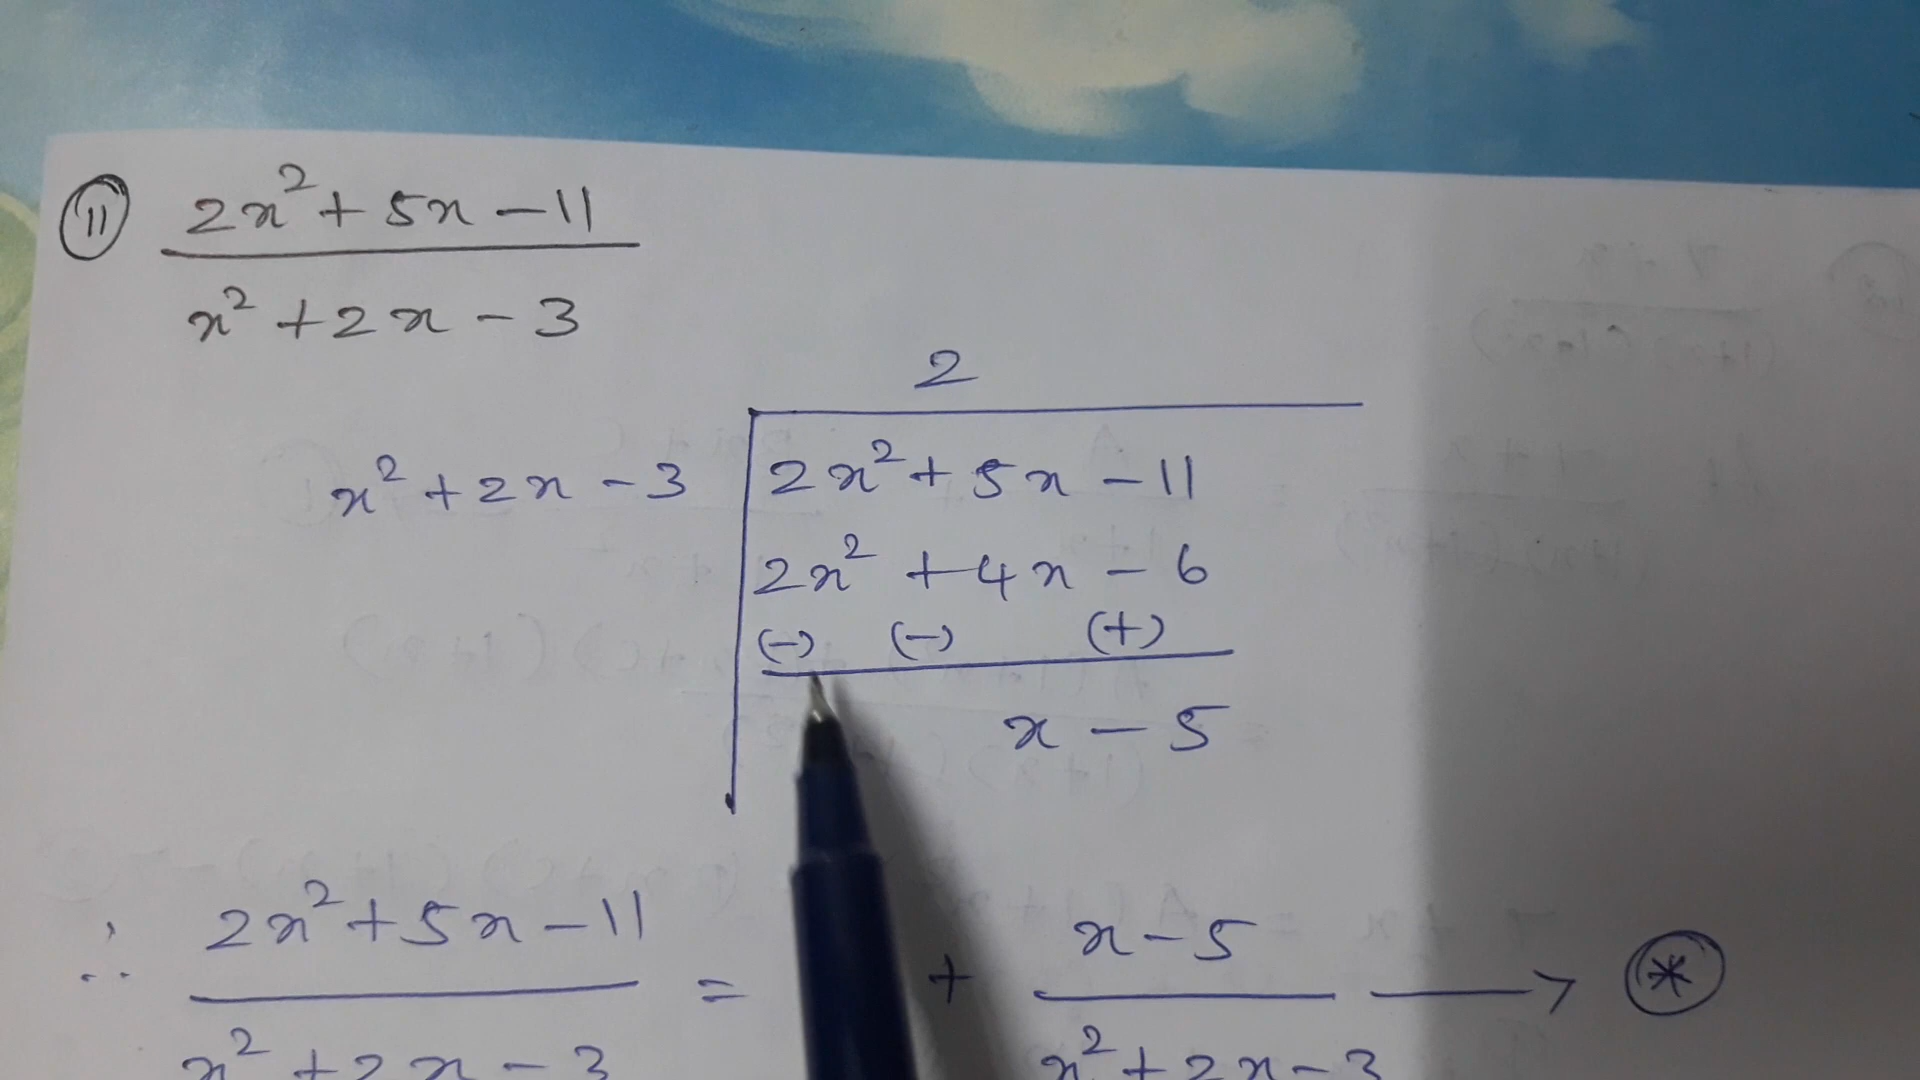 ⑪ 2x² + 5x - 11
x² + 2x - 3
2
x² + 2x - 3 2x² + 5x - 11
2x² + 4x - 6
(-) (-) (+)
x - 5
∴ 2x² + 5x - 11 = + x - 5 ⟶ ⊛
x² + 2x - 3 x² + 2x - 3